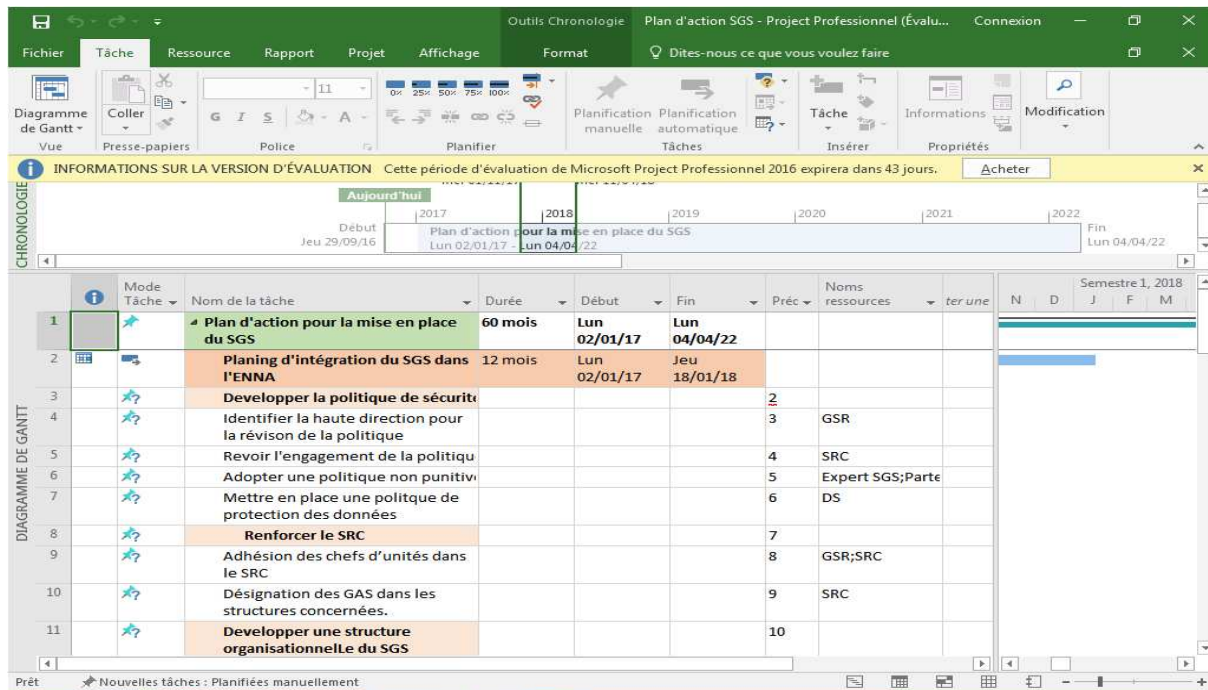 Outils Chronologie Plan d'action SGS - Project Professionnel (Évalu... Connexion
Fichier Tâche Ressource Rapport Projet Affichage Format Dites-nous ce que vous voulez faire
11
0% 25% 50% 75% 100%
Diagramme de Gantt
Coller
G I S A
Planification manuelle
Planification automatique
Tâche
Informations
Modification
Vue Presse-papiers Police Planifier Tâches Insérer Propriétés
INFORMATIONS SUR LA VERSION D'ÉVALUATION Cette période d'évaluation de Microsoft Project Professionnel 2016 expirera dans 43 jours. Acheter
CHRONOLOGIE
Aujourd'hui
2017 2018 2019 2020 2021 2022
Début
Jeu 29/09/16
Plan d'action pour la mise en place du SGS
Lun 02/01/17 - Lun 04/04/22
Fin
Lun 04/04/22
DIAGRAMME DE GANTT
Mode Tâche Nom de la tâche Durée Début Fin Préc Noms ressources ter une
Semestre 1, 2018
N D J F M
1 Plan d'action pour la mise en place du SGS 60 mois Lun 02/01/17 Lun 04/04/22
2 Planing d'intégration du SGS dans l'ENNA 12 mois Lun 02/01/17 Jeu 18/01/18
3 Developper la politique de sécurité 2
4 Identifier la haute direction pour la révison de la politique 3 GSR
5 Revoir l'engagement de la politiqu 4 SRC
6 Adopter une politique non punitiv 5 Expert SGS;Parte
7 Mettre en place une politque de protection des données 6 DS
8 Renforcer le SRC 7
9 Adhésion des chefs d'unités dans le SRC 8 GSR;SRC
10 Désignation des GAS dans les structures concernées. 9 SRC
11 Developper une structure organisationnelLe du SGS 10
Prêt Nouvelles tâches : Planifiées manuellement